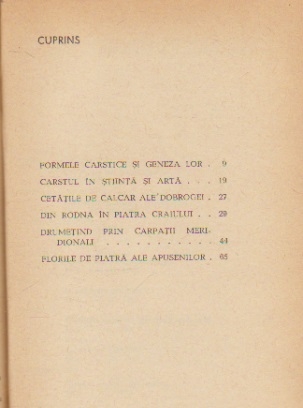 CUPRINS
FORMELE CARSTICE ȘI GENEZA LOR . 9
CARSTUL ÎN ȘTIINȚĂ ȘI ARTĂ . . . 19
CETĂȚILE DE CALCAR ALE DOBROGEI . 27
DIN RODNA ÎN PIATRA CRAIULUI . . 29
DRUMEȚIND PRIN CARPAȚII MERI-
DIONALI . . . . . . . . . . . 44
FLORILE DE PIATRĂ ALE APUSENILOR . 65